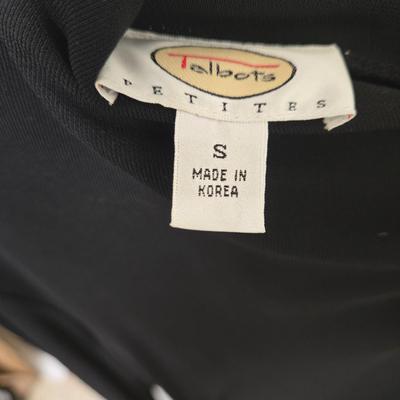 Talbots
PETITES
S
MADE IN
KOREA